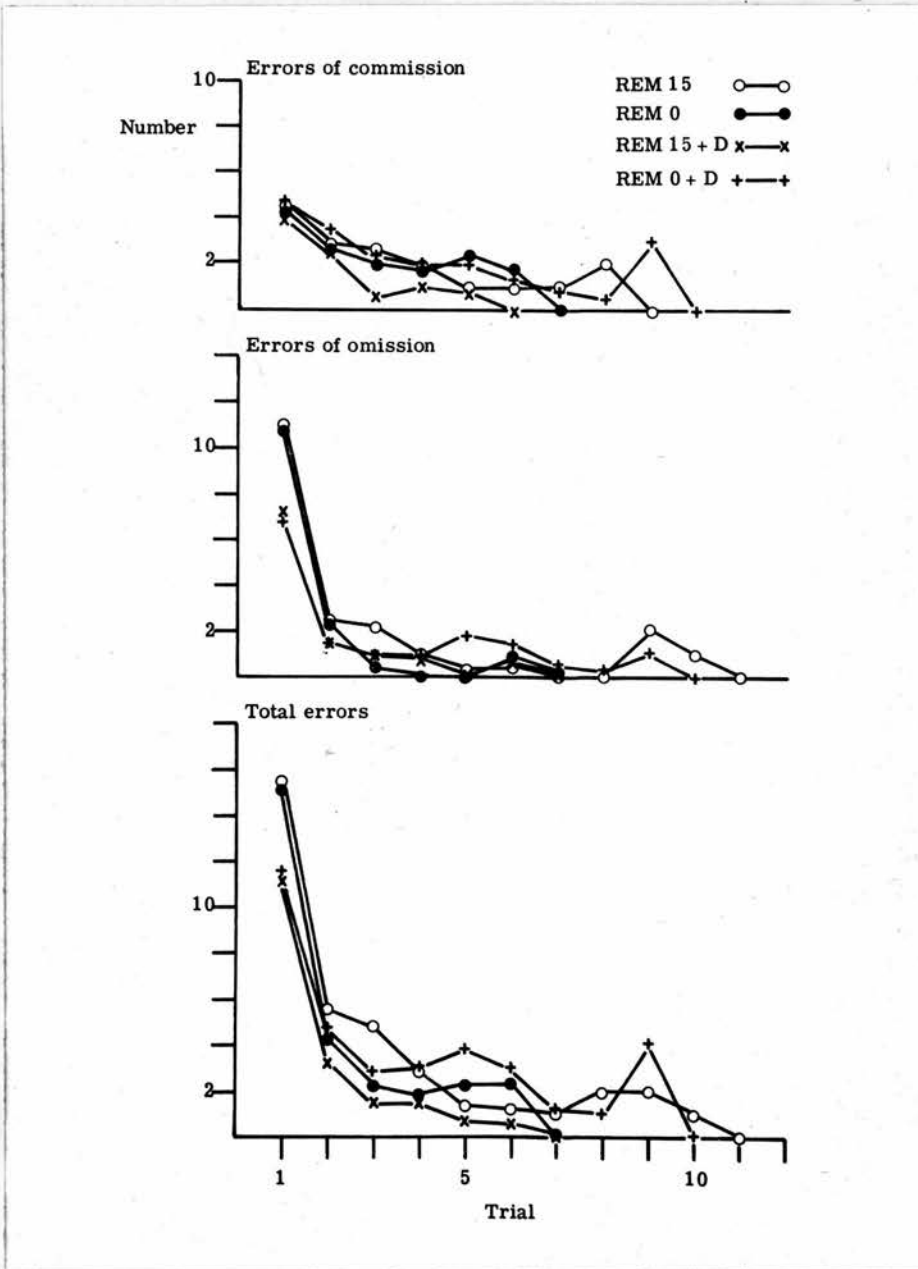 Errors of commission
10
Number
2
REM 15
REM 0
REM 15 + D
REM 0 + D
Errors of omission
10
2
Total errors
10
2
1 5 10
Trial